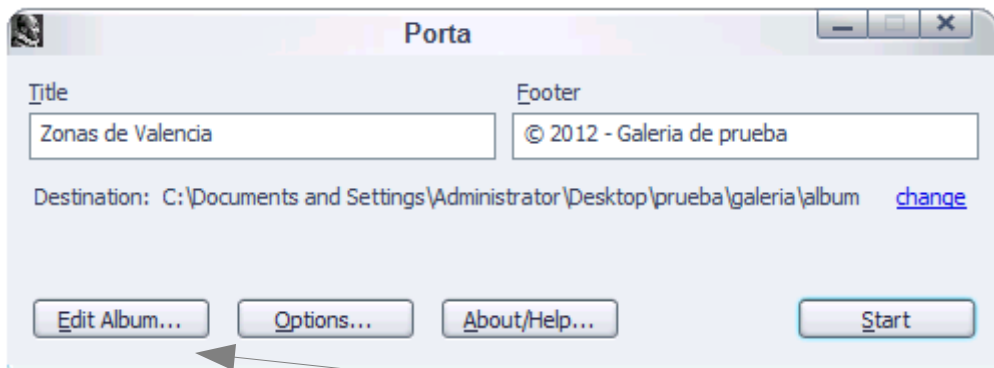 Porta
Title Footer
Zonas de Valencia © 2012 - Galeria de prueba
Destination: C:\Documents and Settings\Administrator\Desktop\prueba\galeria\album change
Edit Album... Options... About/Help... Start